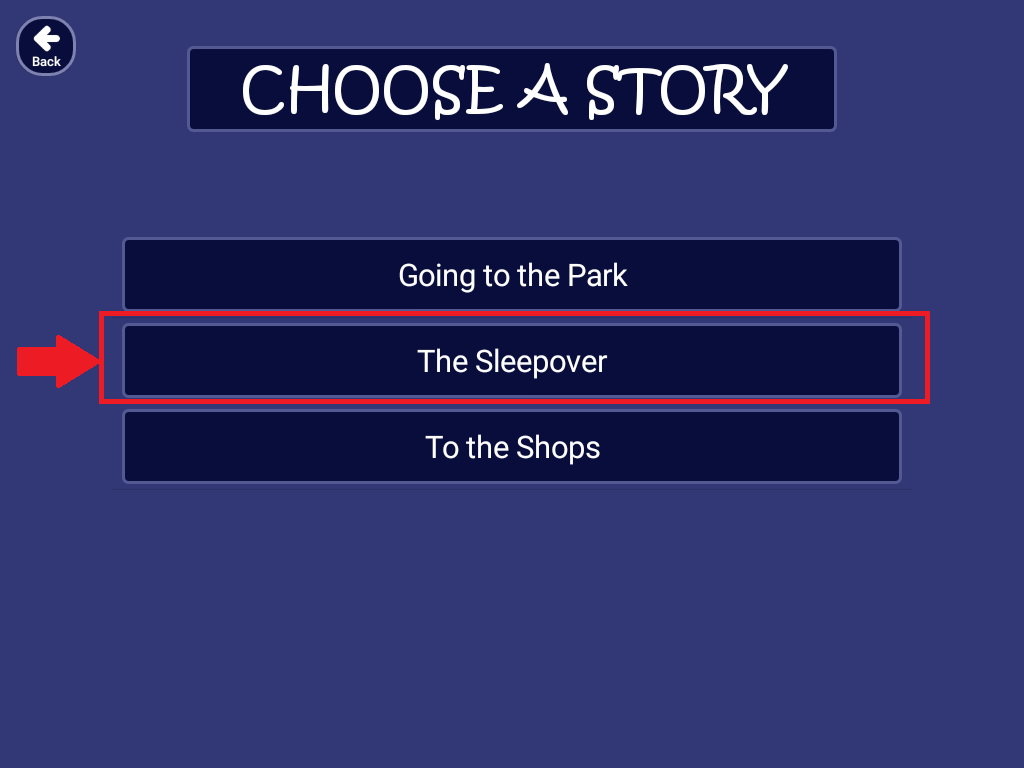 Back
CHOOSE A STORY
Going to the Park
The Sleepover
To the Shops